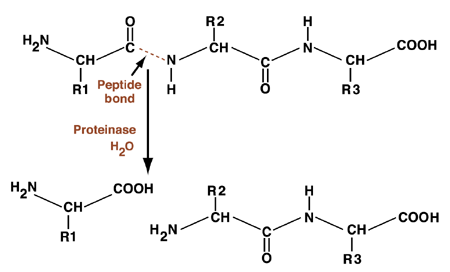 O
R2
H
H₂N
C
N
COOH
CH
CH
N
C
CH
R1
Peptide
bond
H
O
R3
Proteinase
H₂O
H₂N
COOH
R2
H
CH
CH
N
COOH
R1
H₂N
C
CH
O
R3